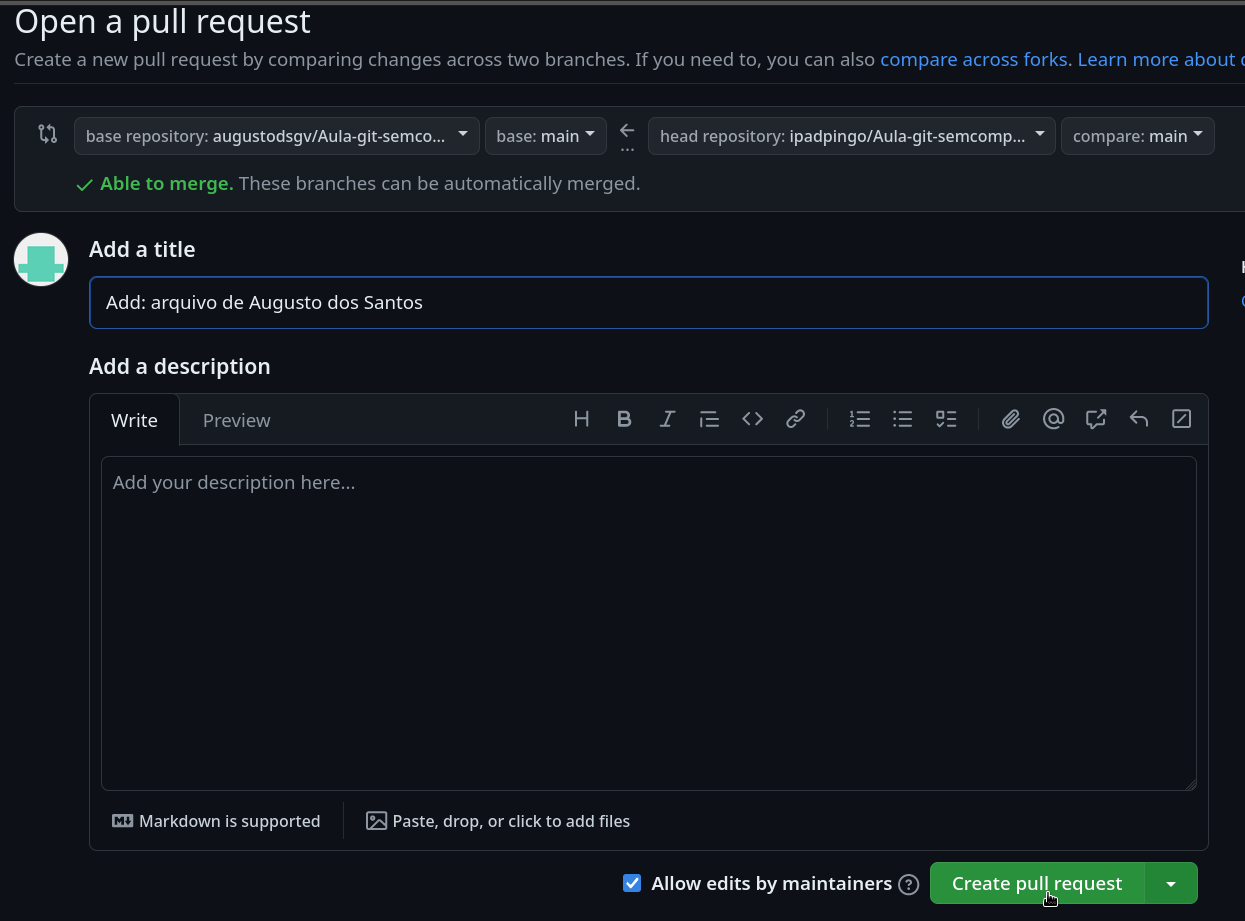 Open a pull request
Create a new pull request by comparing changes across two branches. If you need to, you can also compare across forks. Learn more about
base repository: augustodsgv/Aula-git-semco... base: main ... head repository: ipadpingo/Aula-git-semcomp... compare: main
Able to merge. These branches can be automatically merged.
Add a title
Add: arquivo de Augusto dos Santos
Add a description
Write Preview
Add your description here...
Markdown is supported Paste, drop, or click to add files
Allow edits by maintainers Create pull request